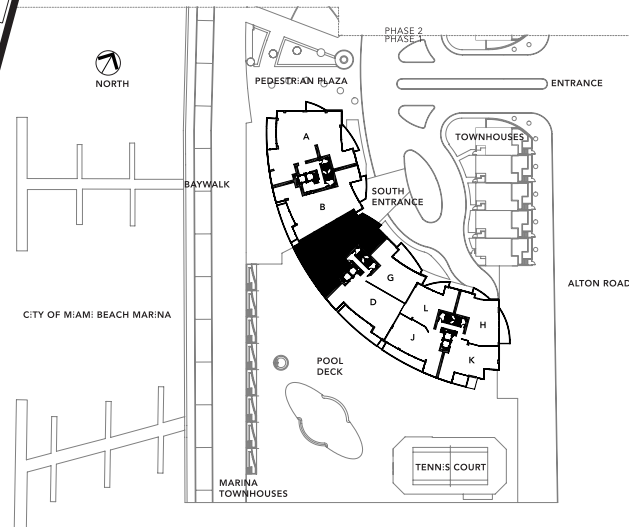 PHASE 2
PHASE 1
PEDESTRIAN PLAZA
NORTH
ENTRANCE
A
TOWNHOUSES
BAYWALK
SOUTH
ENTRANCE
B
G
ALTON ROAD
D
L
CITY OF MIAMI BEACH MARINA
H
J
POOL
DECK
K
TENNIS COURT
MARINA
TOWNHOUSES